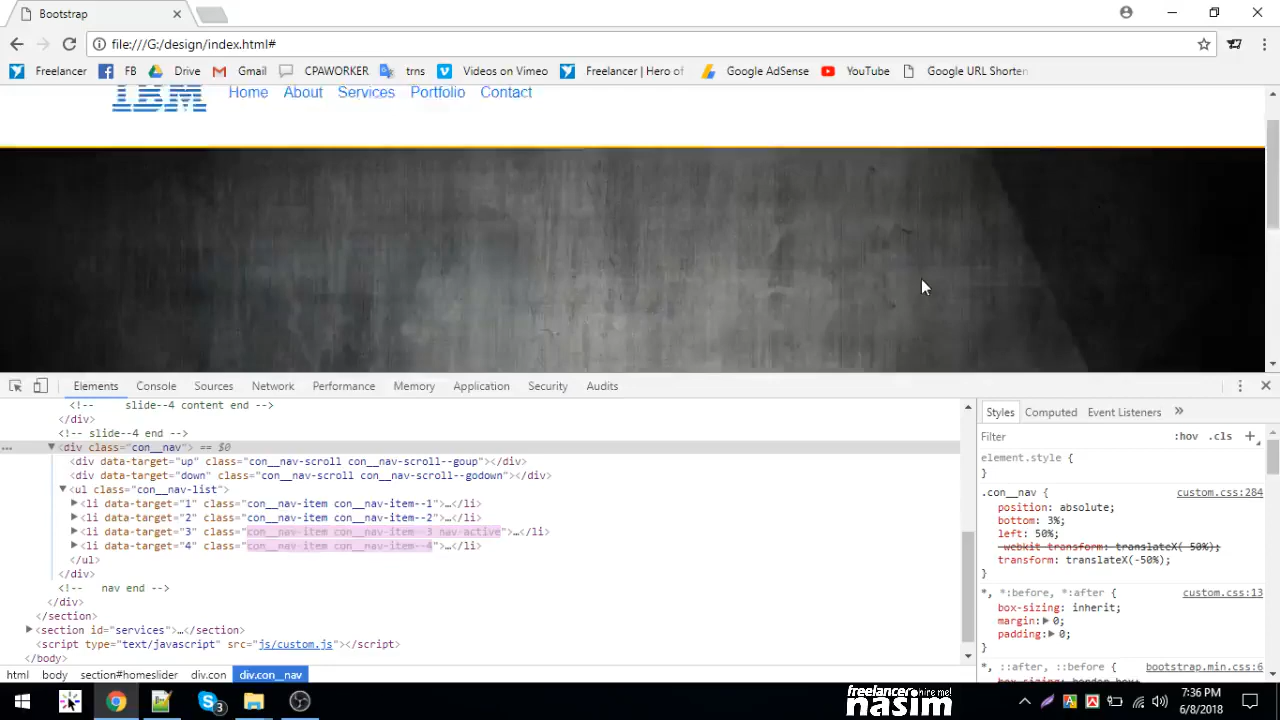 Bootstrap
file:///G:/design/index.html#
Freelancer FB Drive Gmail CPAWORKER trns Videos on Vimeo Freelancer | Hero of Google AdSense YouTube Google URL Shorten
IBM Home About Services Portfolio Contact
Elements Console Sources Network Performance Memory Application Security Audits
<!-- slide--4 content end -->
</div>
<!-- slide--4 end -->
... <div class="con__nav"> == $0
<div data-target="up" class="con__nav-scroll con__nav-scroll--goup"></div>
<div data-target="down" class="con__nav-scroll con__nav-scroll--godown"></div>
<ul class="con__nav-list">
<li data-target="1" class="con__nav-item con__nav-item--1">…</li>
<li data-target="2" class="con__nav-item con__nav-item--2">…</li>
<li data-target="3" class="con__nav-item con__nav-item--3 nav-active">…</li>
<li data-target="4" class="con__nav-item con__nav-item--4">…</li>
</ul>
</div>
<!-- nav end -->
</div>
</section>
<section id="services">…</section>
<script type="text/javascript" src="js/custom.js"></script>
</body>
html body section#homeslider div.con div.con__nav
Styles Computed Event Listeners »
Filter :hov .cls +
element.style {
}
.con__nav { custom.css:284
position: absolute;
bottom: 3%;
left: 50%;
-webkit-transform: translateX(-50%);
transform: translateX(-50%);
}
*, *:before, *:after { custom.css:13
box-sizing: inherit;
margin: 0;
padding: 0;
}
*, ::after, ::before { bootstrap.min.css:6
box-sizing: border-box;
3
freelancer hire me!
nasim
7:36 PM
6/8/2018